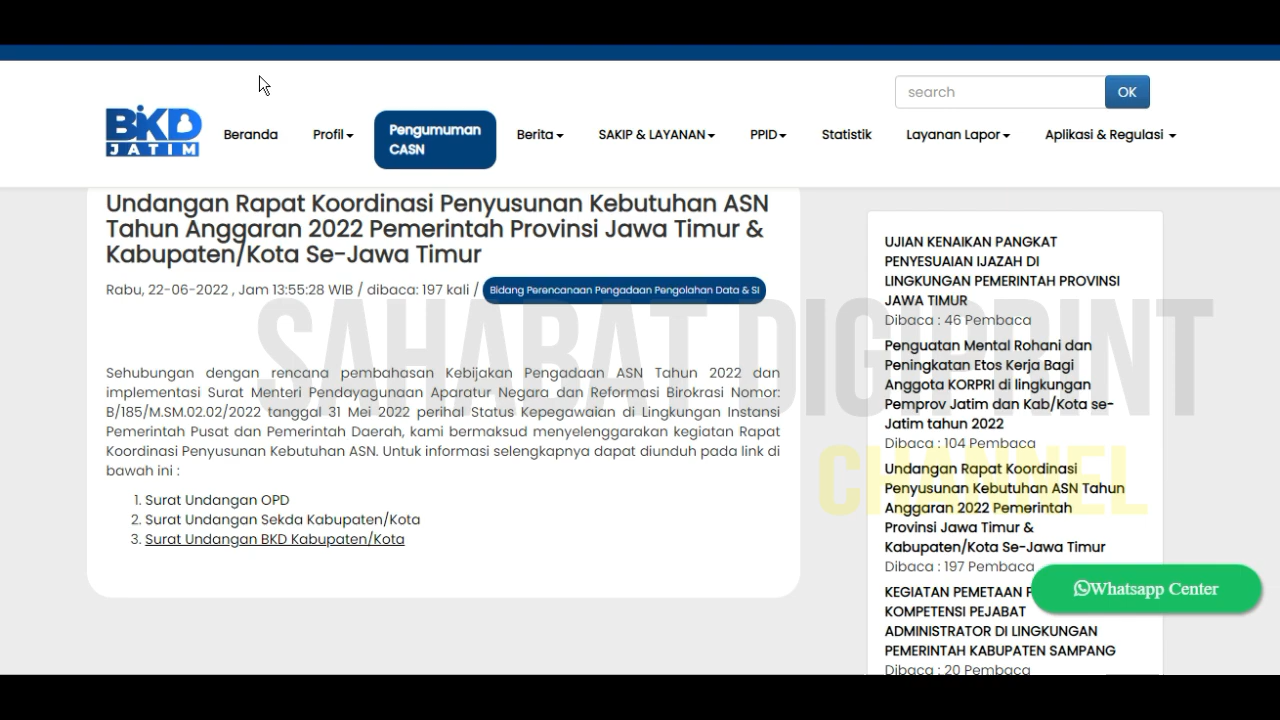 search
OK
BKD
JATIM
Beranda
Profil
Pengumuman
CASN
Berita
SAKIP & LAYANAN
PPID
Statistik
Layanan Lapor
Aplikasi & Regulasi
Undangan Rapat Koordinasi Penyusunan Kebutuhan ASN
Tahun Anggaran 2022 Pemerintah Provinsi Jawa Timur &
Kabupaten/Kota Se-Jawa Timur
Rabu, 22-06-2022 , Jam 13:55:28 WIB / dibaca: 197 kali / Bidang Perencanaan Pengadaan Pengolahan Data & SI
SAHABAT DIGIPRINT
CHANNEL
Sehubungan dengan rencana pembahasan Kebijakan Pengadaan ASN Tahun 2022 dan
implementasi Surat Menteri Pendayagunaan Aparatur Negara dan Reformasi Birokrasi Nomor:
B/185/M.SM.02.02/2022 tanggal 31 Mei 2022 perihal Status Kepegawaian di Lingkungan Instansi
Pemerintah Pusat dan Pemerintah Daerah, kami bermaksud menyelenggarakan kegiatan Rapat
Koordinasi Penyusunan Kebutuhan ASN. Untuk informasi selengkapnya dapat diunduh pada link di
bawah ini :
1. Surat Undangan OPD
2. Surat Undangan Sekda Kabupaten/Kota
3. Surat Undangan BKD Kabupaten/Kota
UJIAN KENAIKAN PANGKAT
PENYESUAIAN IJAZAH DI
LINGKUNGAN PEMERINTAH PROVINSI
JAWA TIMUR
Dibaca : 46 Pembaca
Penguatan Mental Rohani dan
Peningkatan Etos Kerja Bagi
Anggota KORPRI di lingkungan
Pemprov Jatim dan Kab/Kota se-
Jatim tahun 2022
Dibaca : 104 Pembaca
Undangan Rapat Koordinasi
Penyusunan Kebutuhan ASN Tahun
Anggaran 2022 Pemerintah
Provinsi Jawa Timur &
Kabupaten/Kota Se-Jawa Timur
Dibaca : 197 Pembaca
KEGIATAN PEMETAAN
KOMPETENSI PEJABAT
ADMINISTRATOR DI LINGKUNGAN
PEMERINTAH KABUPATEN SAMPANG
Dibaca : 20 Pembaca
Whatsapp Center